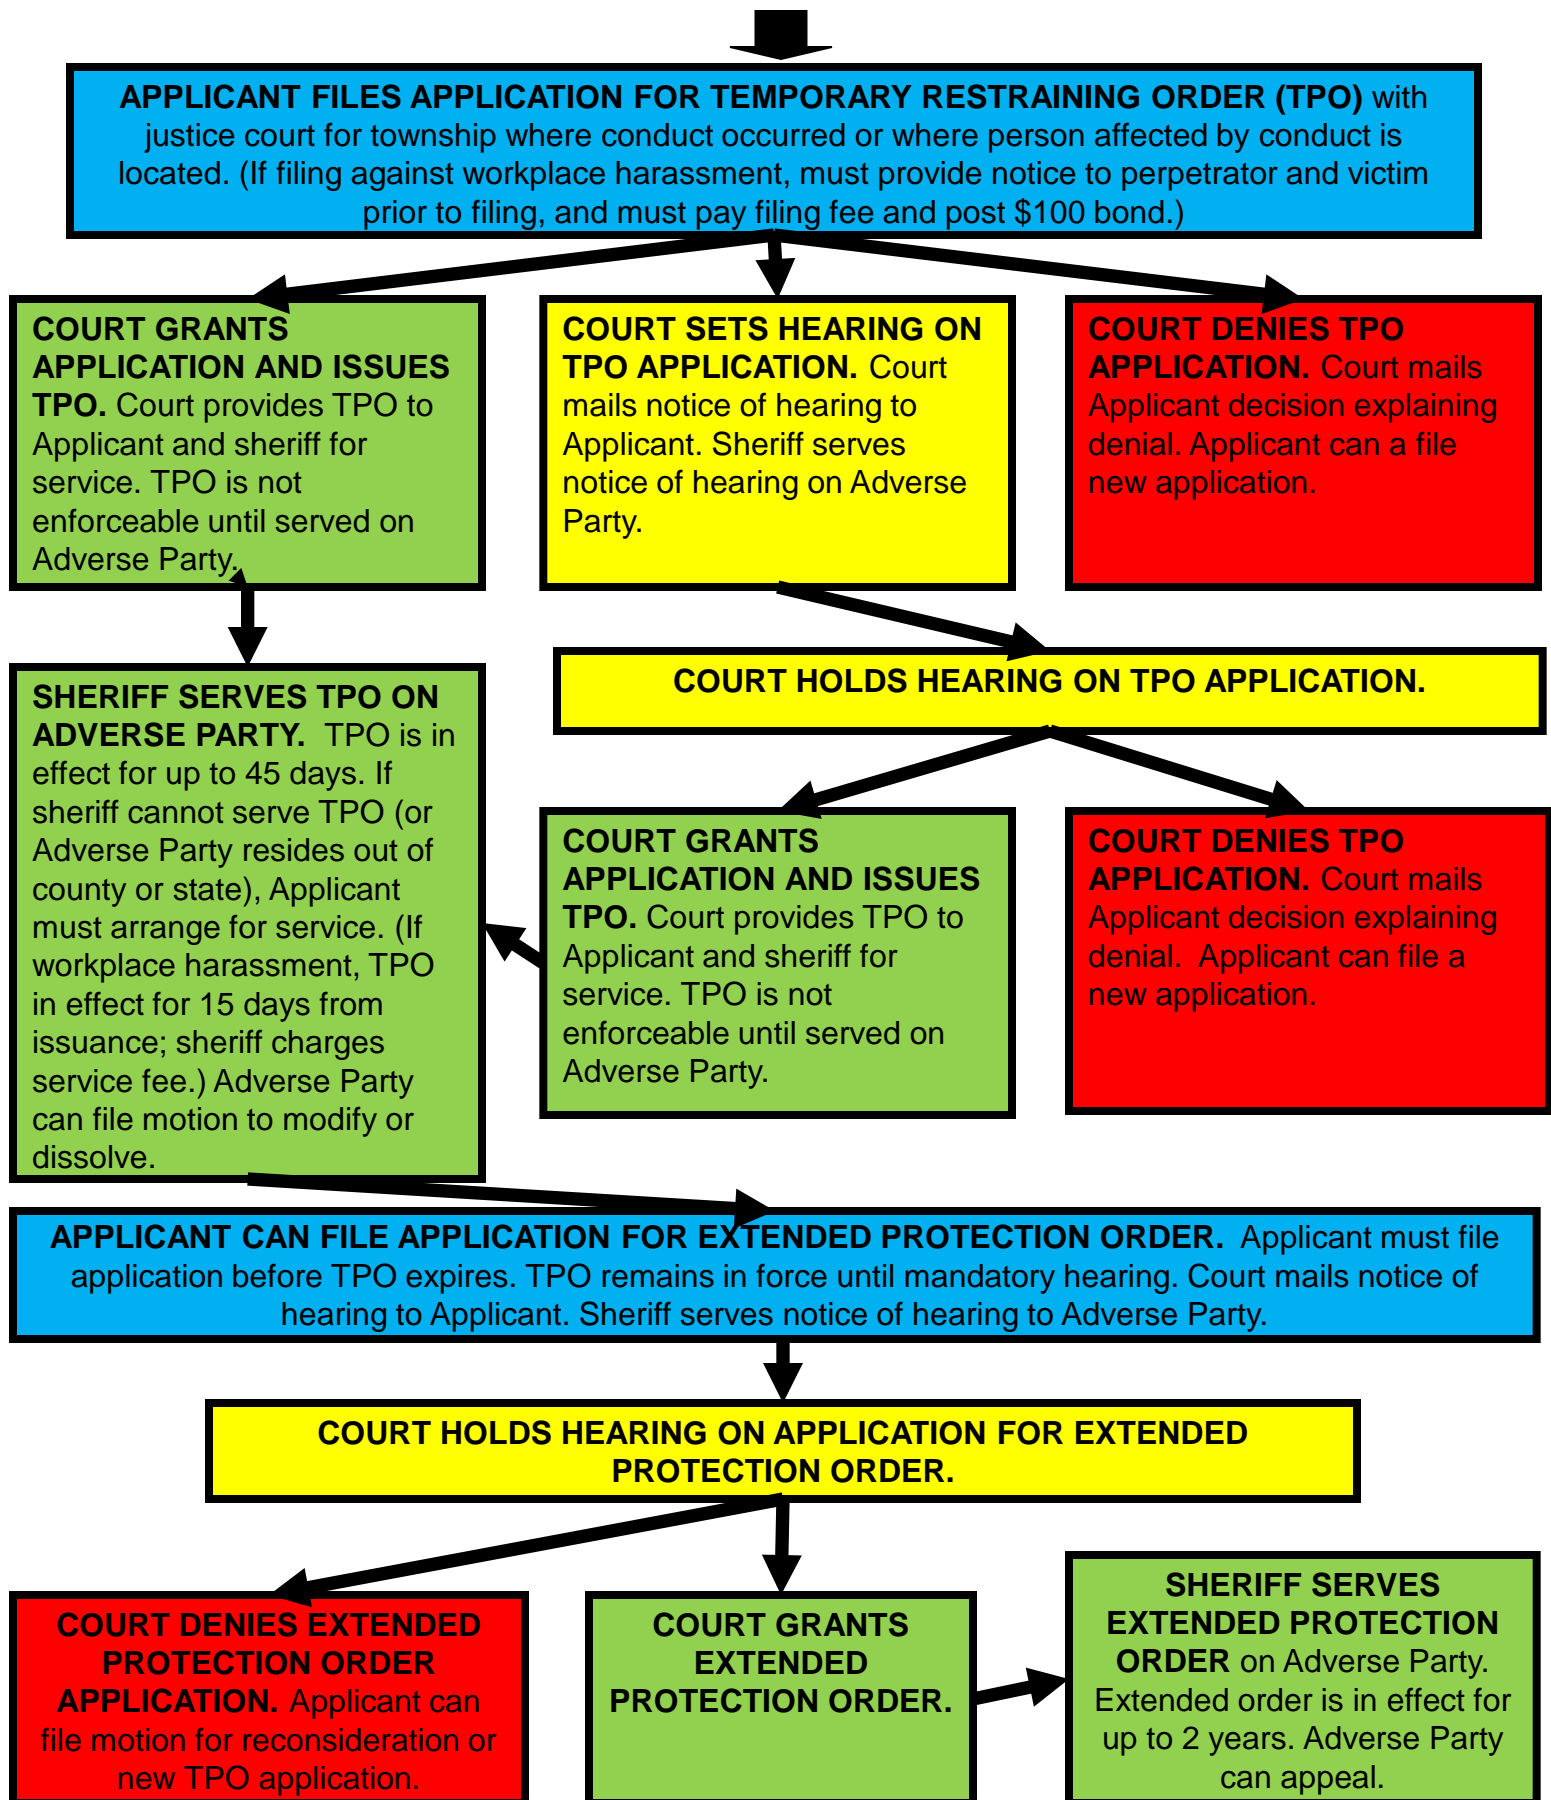 APPLICANT FILES APPLICATION FOR TEMPORARY RESTRAINING ORDER (TPO) with
justice court for township where conduct occurred or where person affected by conduct is
located. (If filing against workplace harassment, must provide notice to perpetrator and victim
prior to filing, and must pay filing fee and post $100 bond.)
COURT GRANTS
APPLICATION AND ISSUES
TPO. Court provides TPO to
Applicant and sheriff for
service. TPO is not
enforceable until served on
Adverse Party.
COURT SETS HEARING ON
TPO APPLICATION. Court
mails notice of hearing to
Applicant. Sheriff serves
notice of hearing on Adverse
Party.
COURT DENIES TPO
APPLICATION. Court mails
Applicant decision explaining
denial. Applicant can a file
new application.
COURT HOLDS HEARING ON TPO APPLICATION.
SHERIFF SERVES TPO ON
ADVERSE PARTY. TPO is in
effect for up to 45 days. If
sheriff cannot serve TPO (or
Adverse Party resides out of
county or state), Applicant
must arrange for service. (If
workplace harassment, TPO
in effect for 15 days from
issuance; sheriff charges
service fee.) Adverse Party
can file motion to modify or
dissolve.
COURT GRANTS
APPLICATION AND ISSUES
TPO. Court provides TPO to
Applicant and sheriff for
service. TPO is not
enforceable until served on
Adverse Party.
COURT DENIES TPO
APPLICATION. Court mails
Applicant decision explaining
denial. Applicant can file a
new application.
APPLICANT CAN FILE APPLICATION FOR EXTENDED PROTECTION ORDER. Applicant must file
application before TPO expires. TPO remains in force until mandatory hearing. Court mails notice of
hearing to Applicant. Sheriff serves notice of hearing to Adverse Party.
COURT HOLDS HEARING ON APPLICATION FOR EXTENDED
PROTECTION ORDER.
COURT DENIES EXTENDED
PROTECTION ORDER
APPLICATION. Applicant can
file motion for reconsideration or
new TPO application.
COURT GRANTS
EXTENDED
PROTECTION ORDER.
SHERIFF SERVES
EXTENDED PROTECTION
ORDER on Adverse Party.
Extended order is in effect for
up to 2 years. Adverse Party
can appeal.